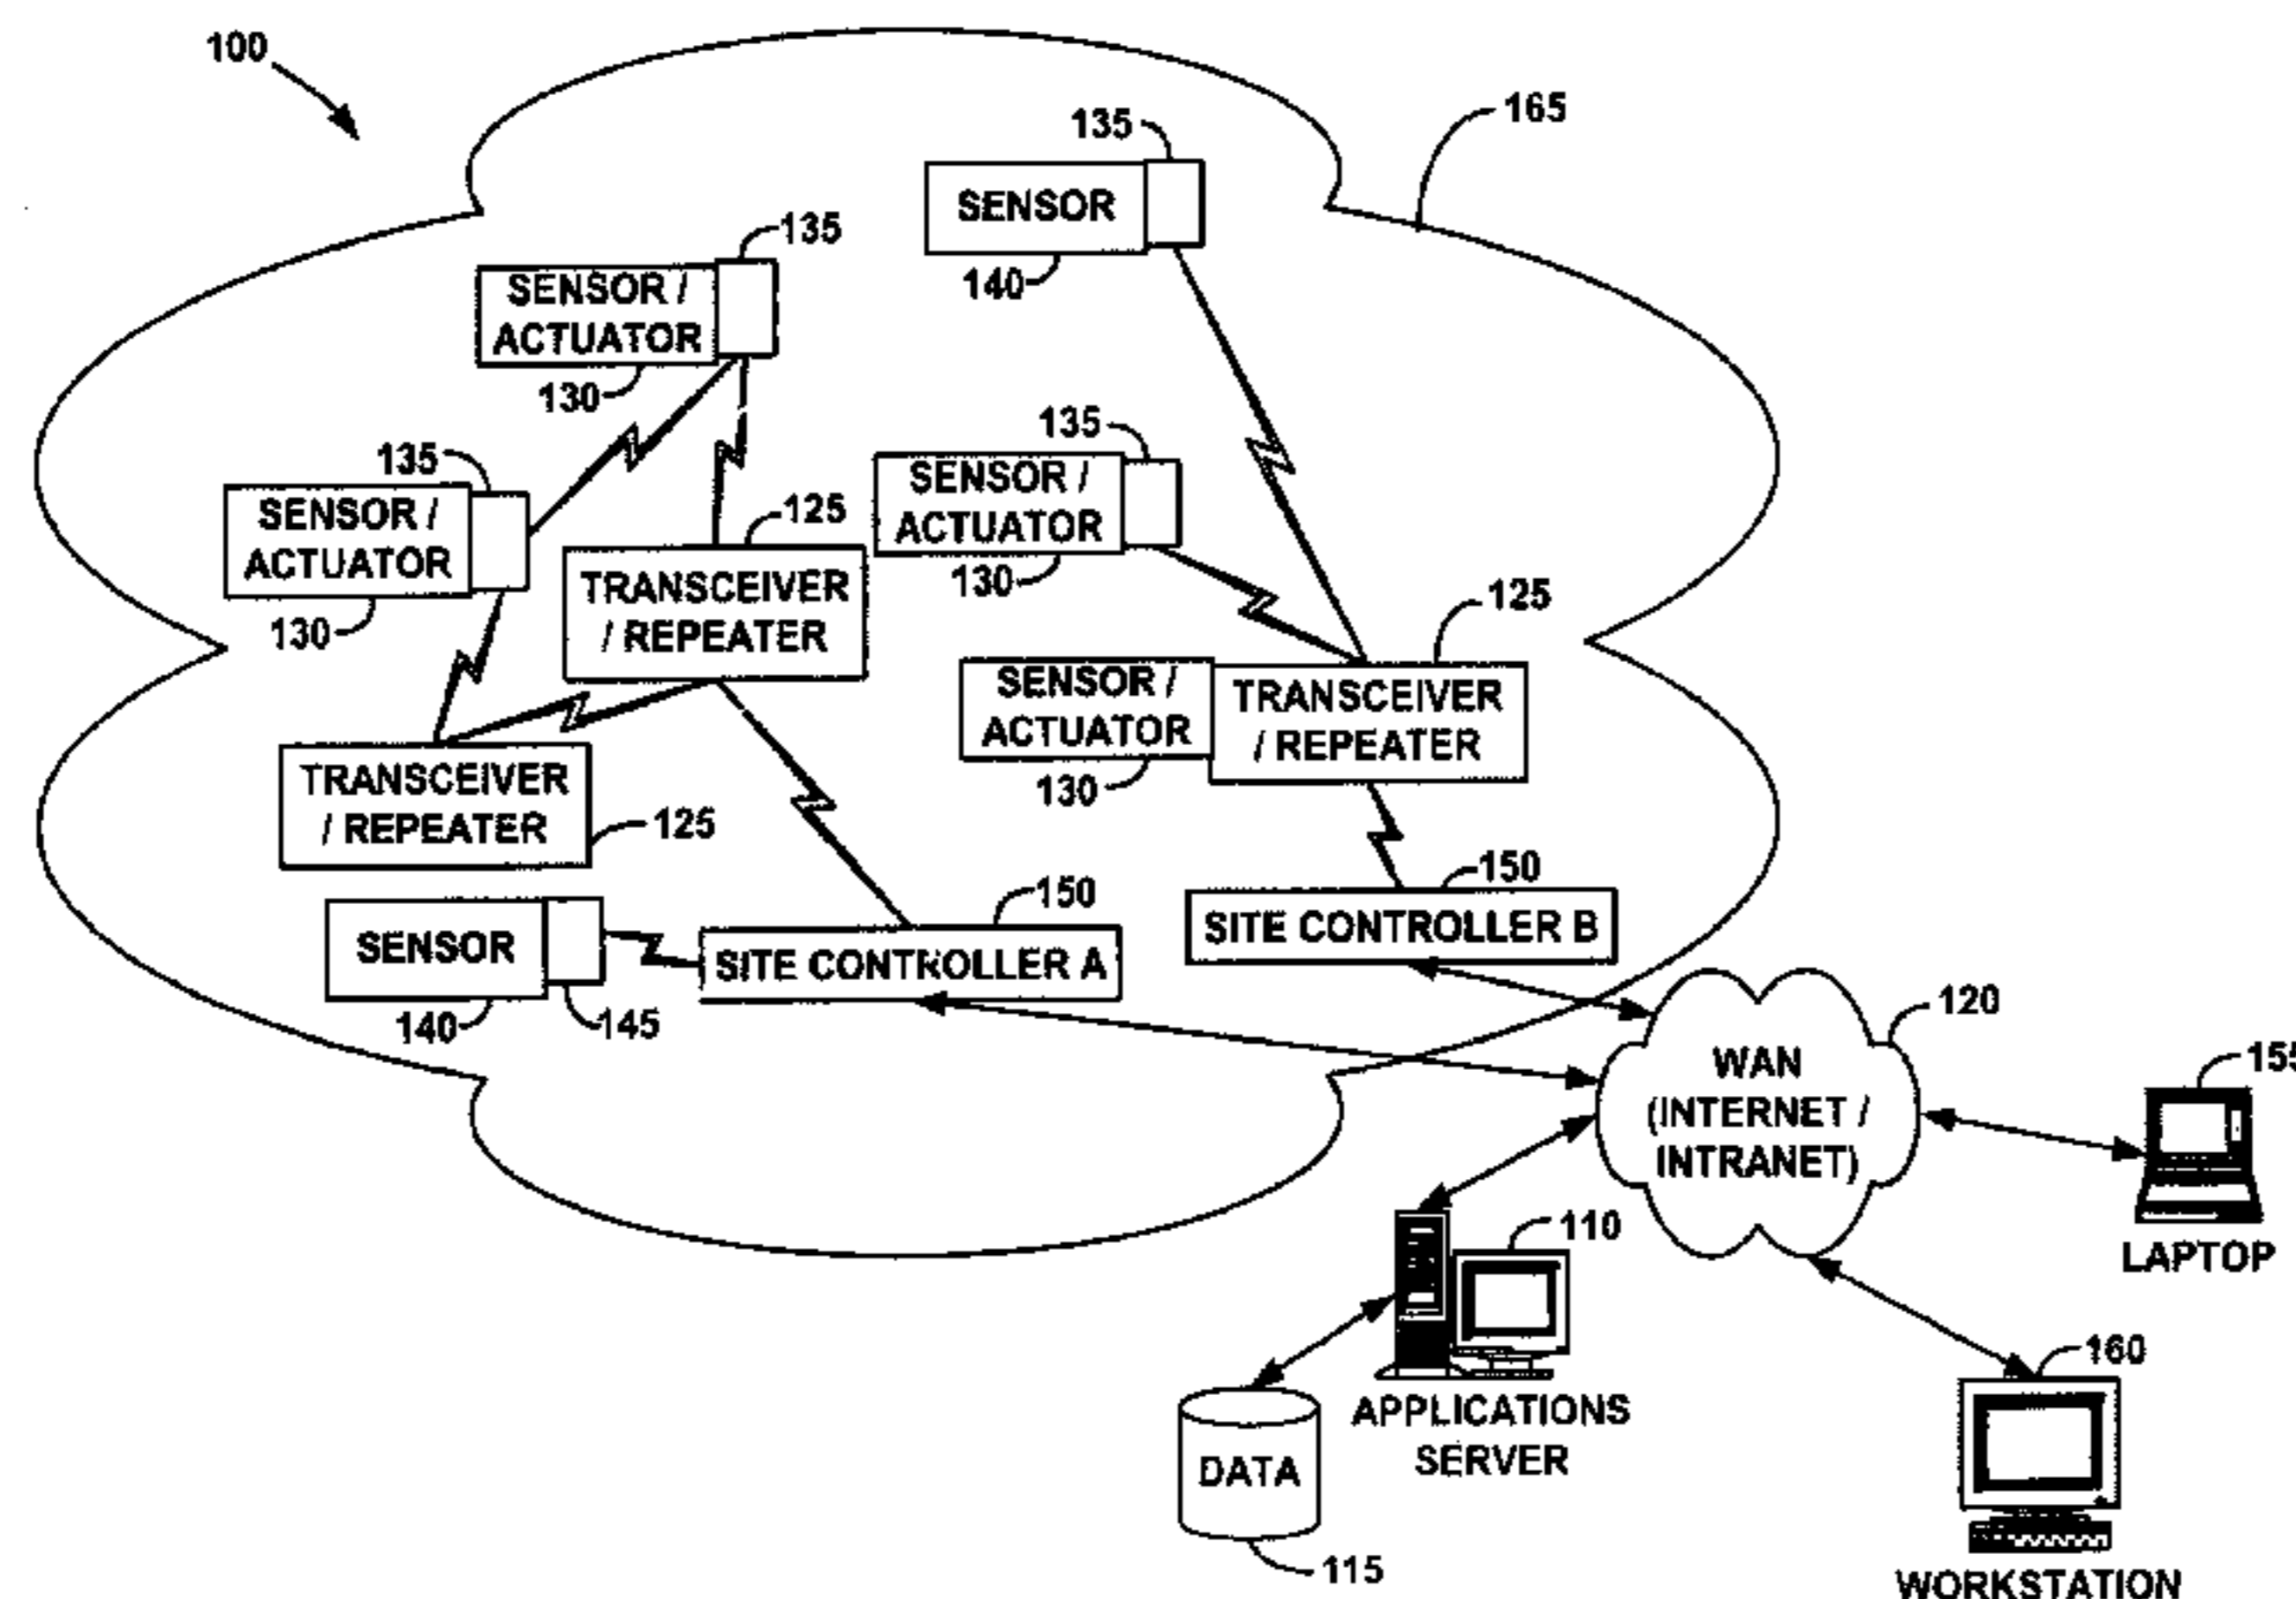 100
165
135
SENSOR
140
135
SENSOR /
ACTUATOR
130
135
SENSOR /
ACTUATOR
130
135
SENSOR /
ACTUATOR
130
125
TRANSCEIVER
/ REPEATER
125
SENSOR /
ACTUATOR
130
TRANSCEIVER
/ REPEATER
TRANSCEIVER
/ REPEATER
125
150
SITE CONTROLLER B
SENSOR
140
145
150
SITE CONTROLLER A
120
WAN
(INTERNET /
INTRANET)
155
LAPTOP
110
APPLICATIONS
SERVER
160
WORKSTATION
DATA
115